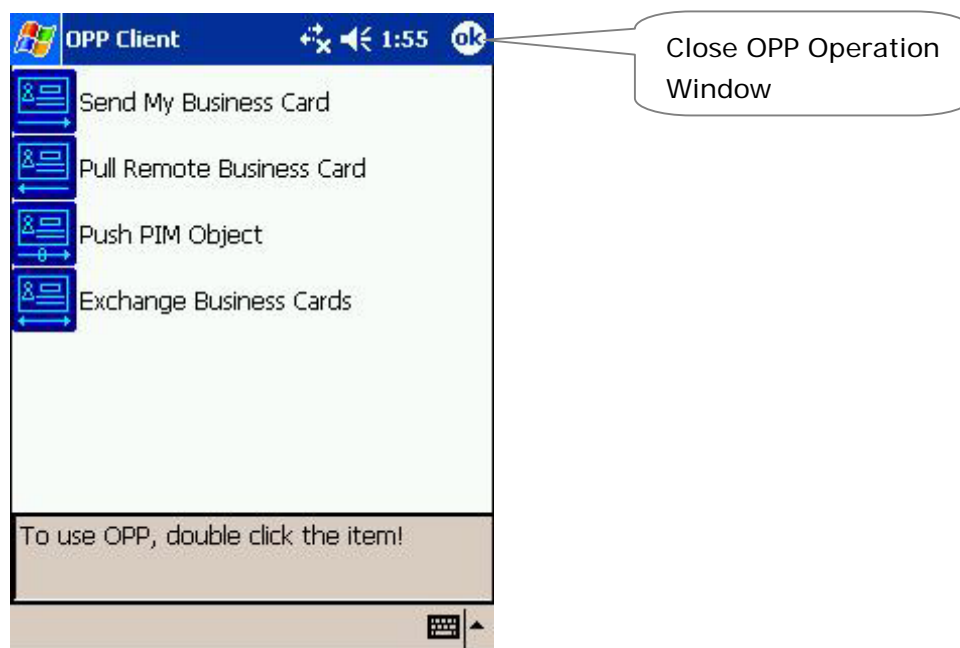 OPP Client 1:55 ok
Close OPP Operation
Window
Send My Business Card
Pull Remote Business Card
Push PIM Object
Exchange Business Cards
To use OPP, double click the item!